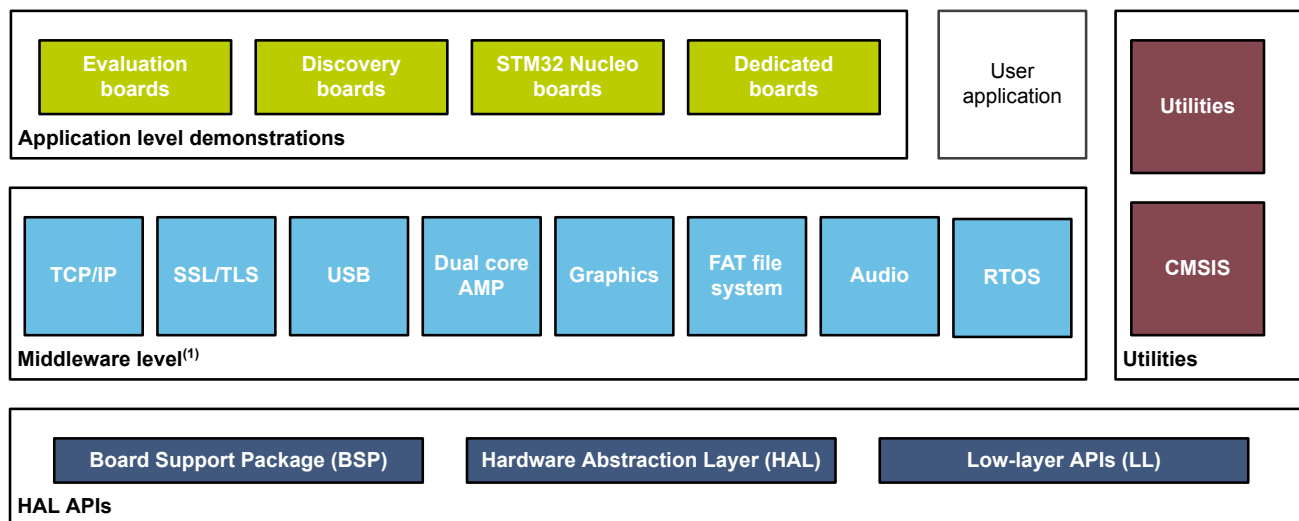 Evaluation
boards
Discovery
boards
STM32 Nucleo
boards
Dedicated
boards
Application level demonstrations
User
application
Utilities
CMSIS
Utilities
TCP/IP
SSL/TLS
USB
Dual core
AMP
Graphics
FAT file
system
Audio
RTOS
Middleware level(1)
Board Support Package (BSP)
Hardware Abstraction Layer (HAL)
Low-layer APIs (LL)
HAL APIs